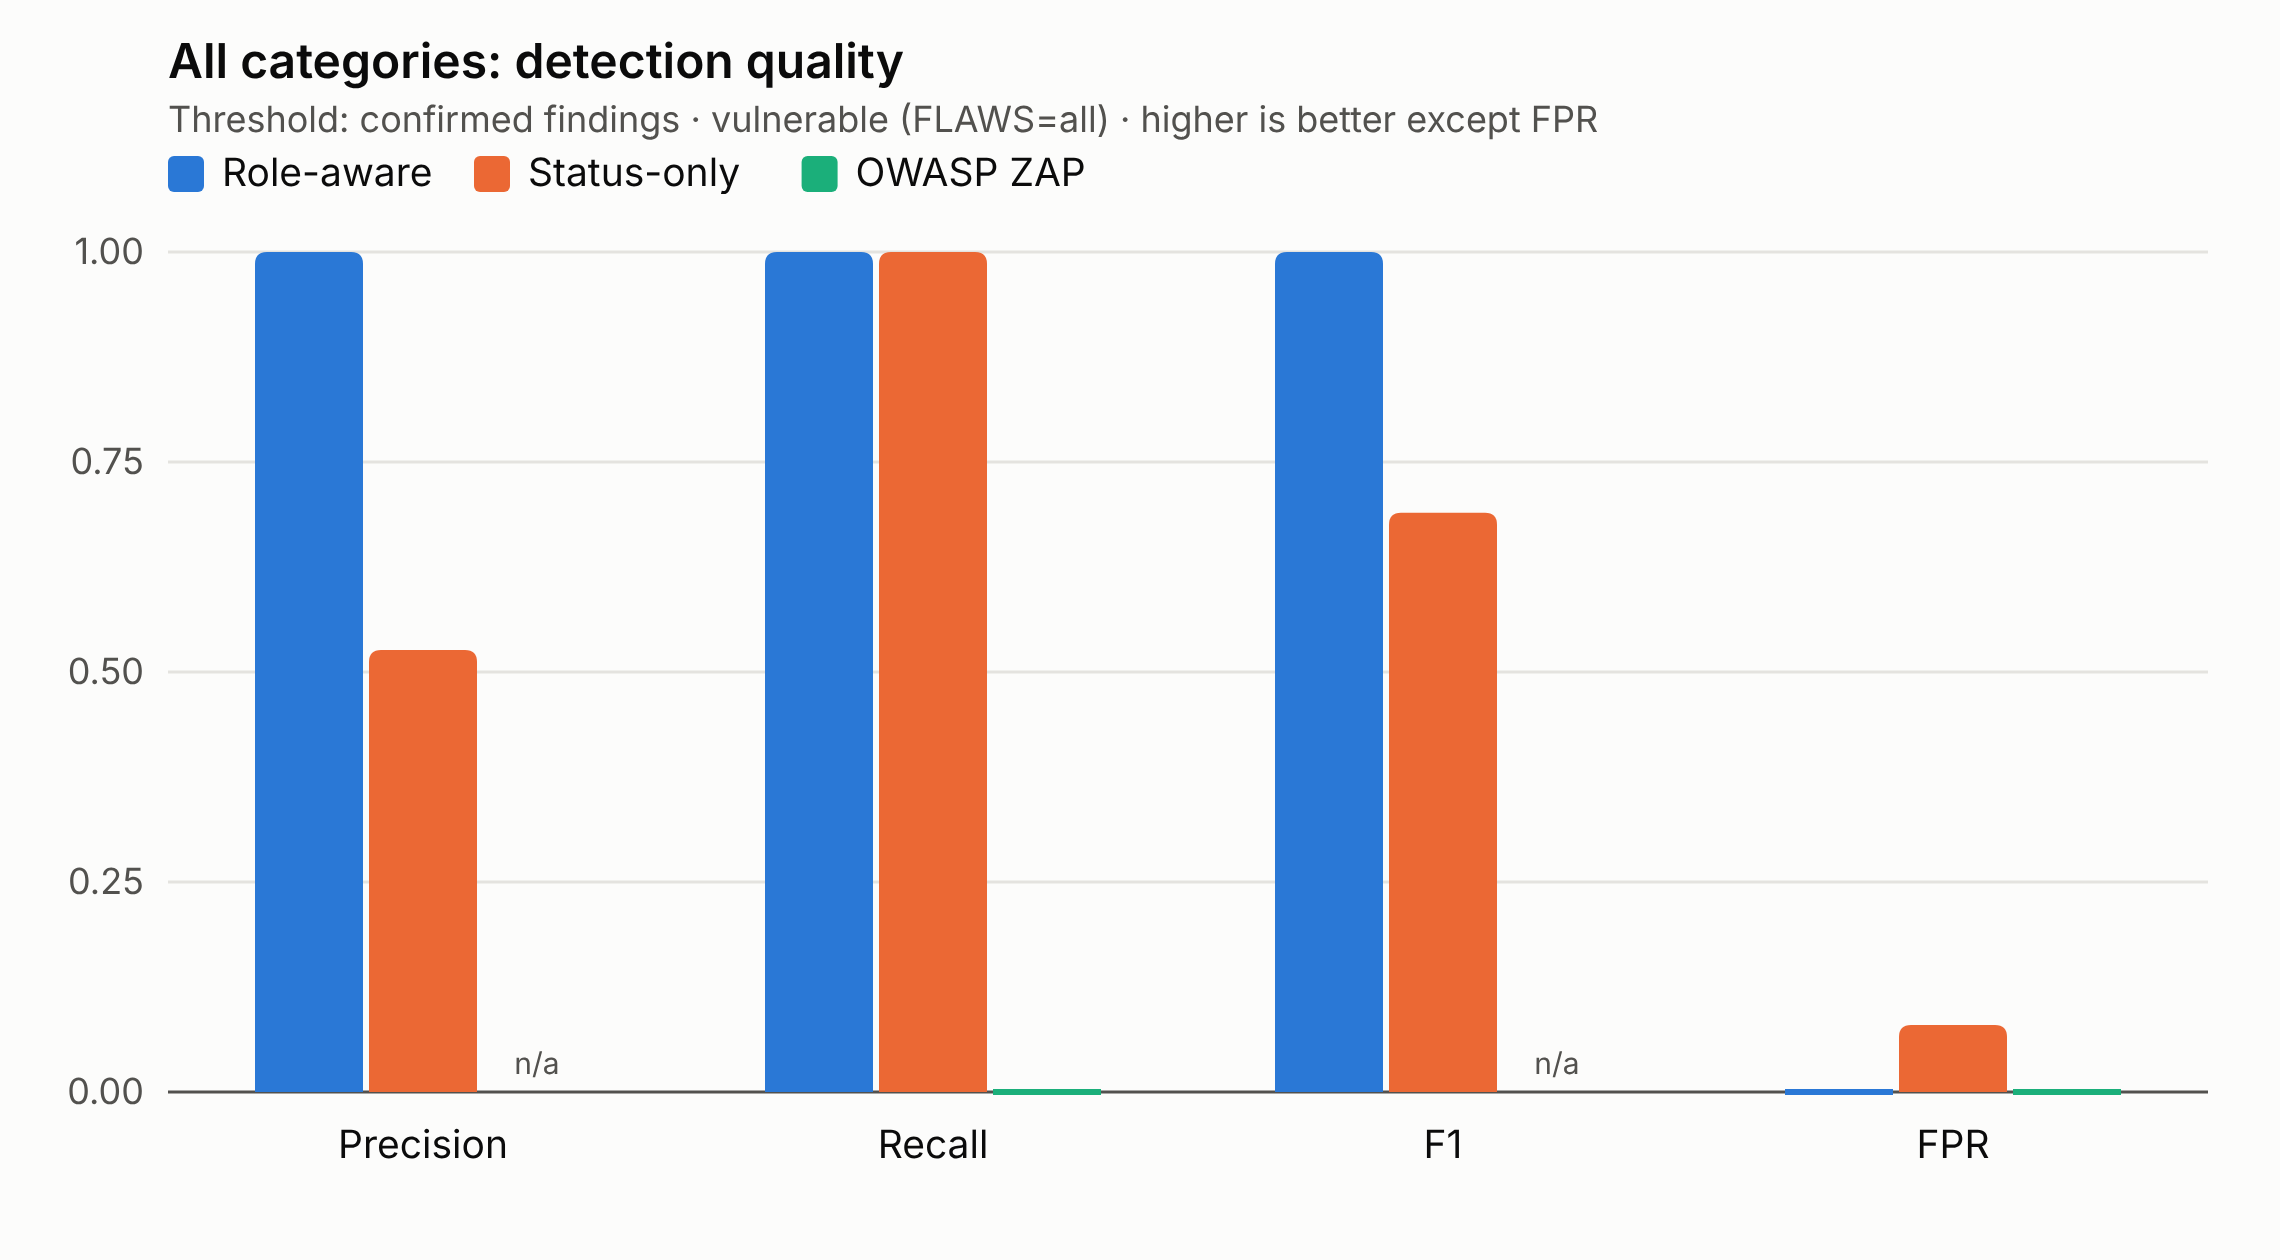 All categories: detection quality
Threshold: confirmed findings · vulnerable (FLAWS=all) · higher is better except FPR
Role-aware Status-only OWASP ZAP
1.00
0.75
0.50
0.25
0.00
n/a n/a
Precision Recall F1 FPR